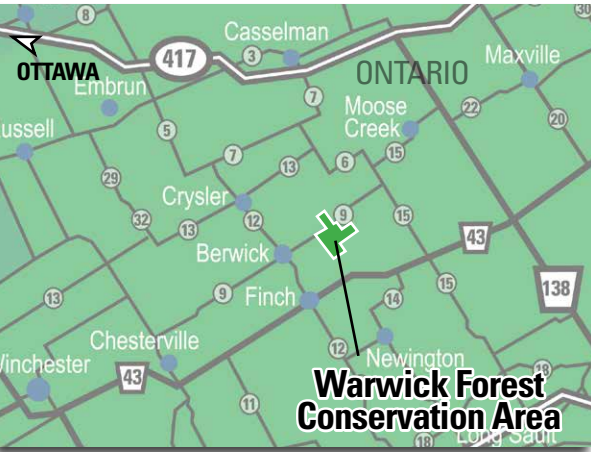 8
30
Casselman
417
3
Maxville
OTTAWA
ONTARIO
Embrun
7
Moose
Creek
22
20
ussell
5
7
13
6
15
29
Crysler
12
9
15
32
13
43
Berwick
13
9
Finch
14
15
138
Chesterville
12
Newington
Winchester
43
18
Warwick Forest
Conservation Area
11
18
Long Sault